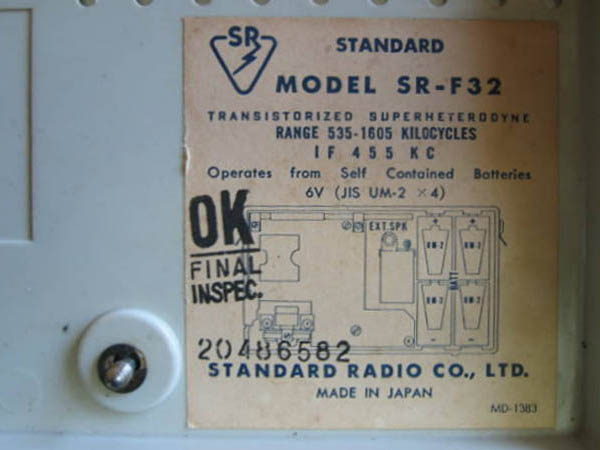 SR
STANDARD
MODEL SR-F32
TRANSISTORIZED SUPERHETERODYNE
RANGE 535-1605 KILOCYCLES
IF 455 KC
Operates from Self Contained Batteries
6V (JIS UM-2 ×4)
OK
FINAL
INSPEC.
EXT.SPK
UM-2 UM-2
BATT
UM-2 UM-2
20486582
STANDARD RADIO CO., LTD.
MADE IN JAPAN
MD-1383